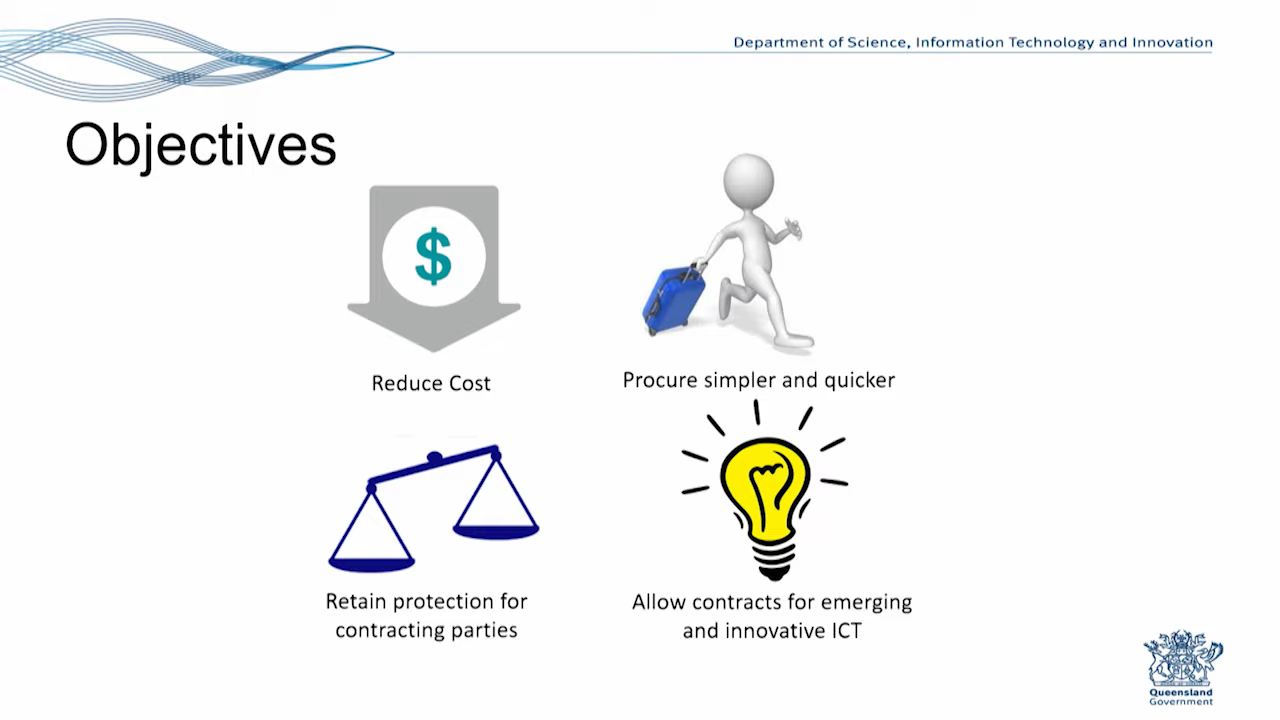 Department of Science, Information Technology and Innovation
Objectives
$
Reduce Cost
Procure simpler and quicker
Retain protection for
contracting parties
Allow contracts for emerging
and innovative ICT
Queensland
Government